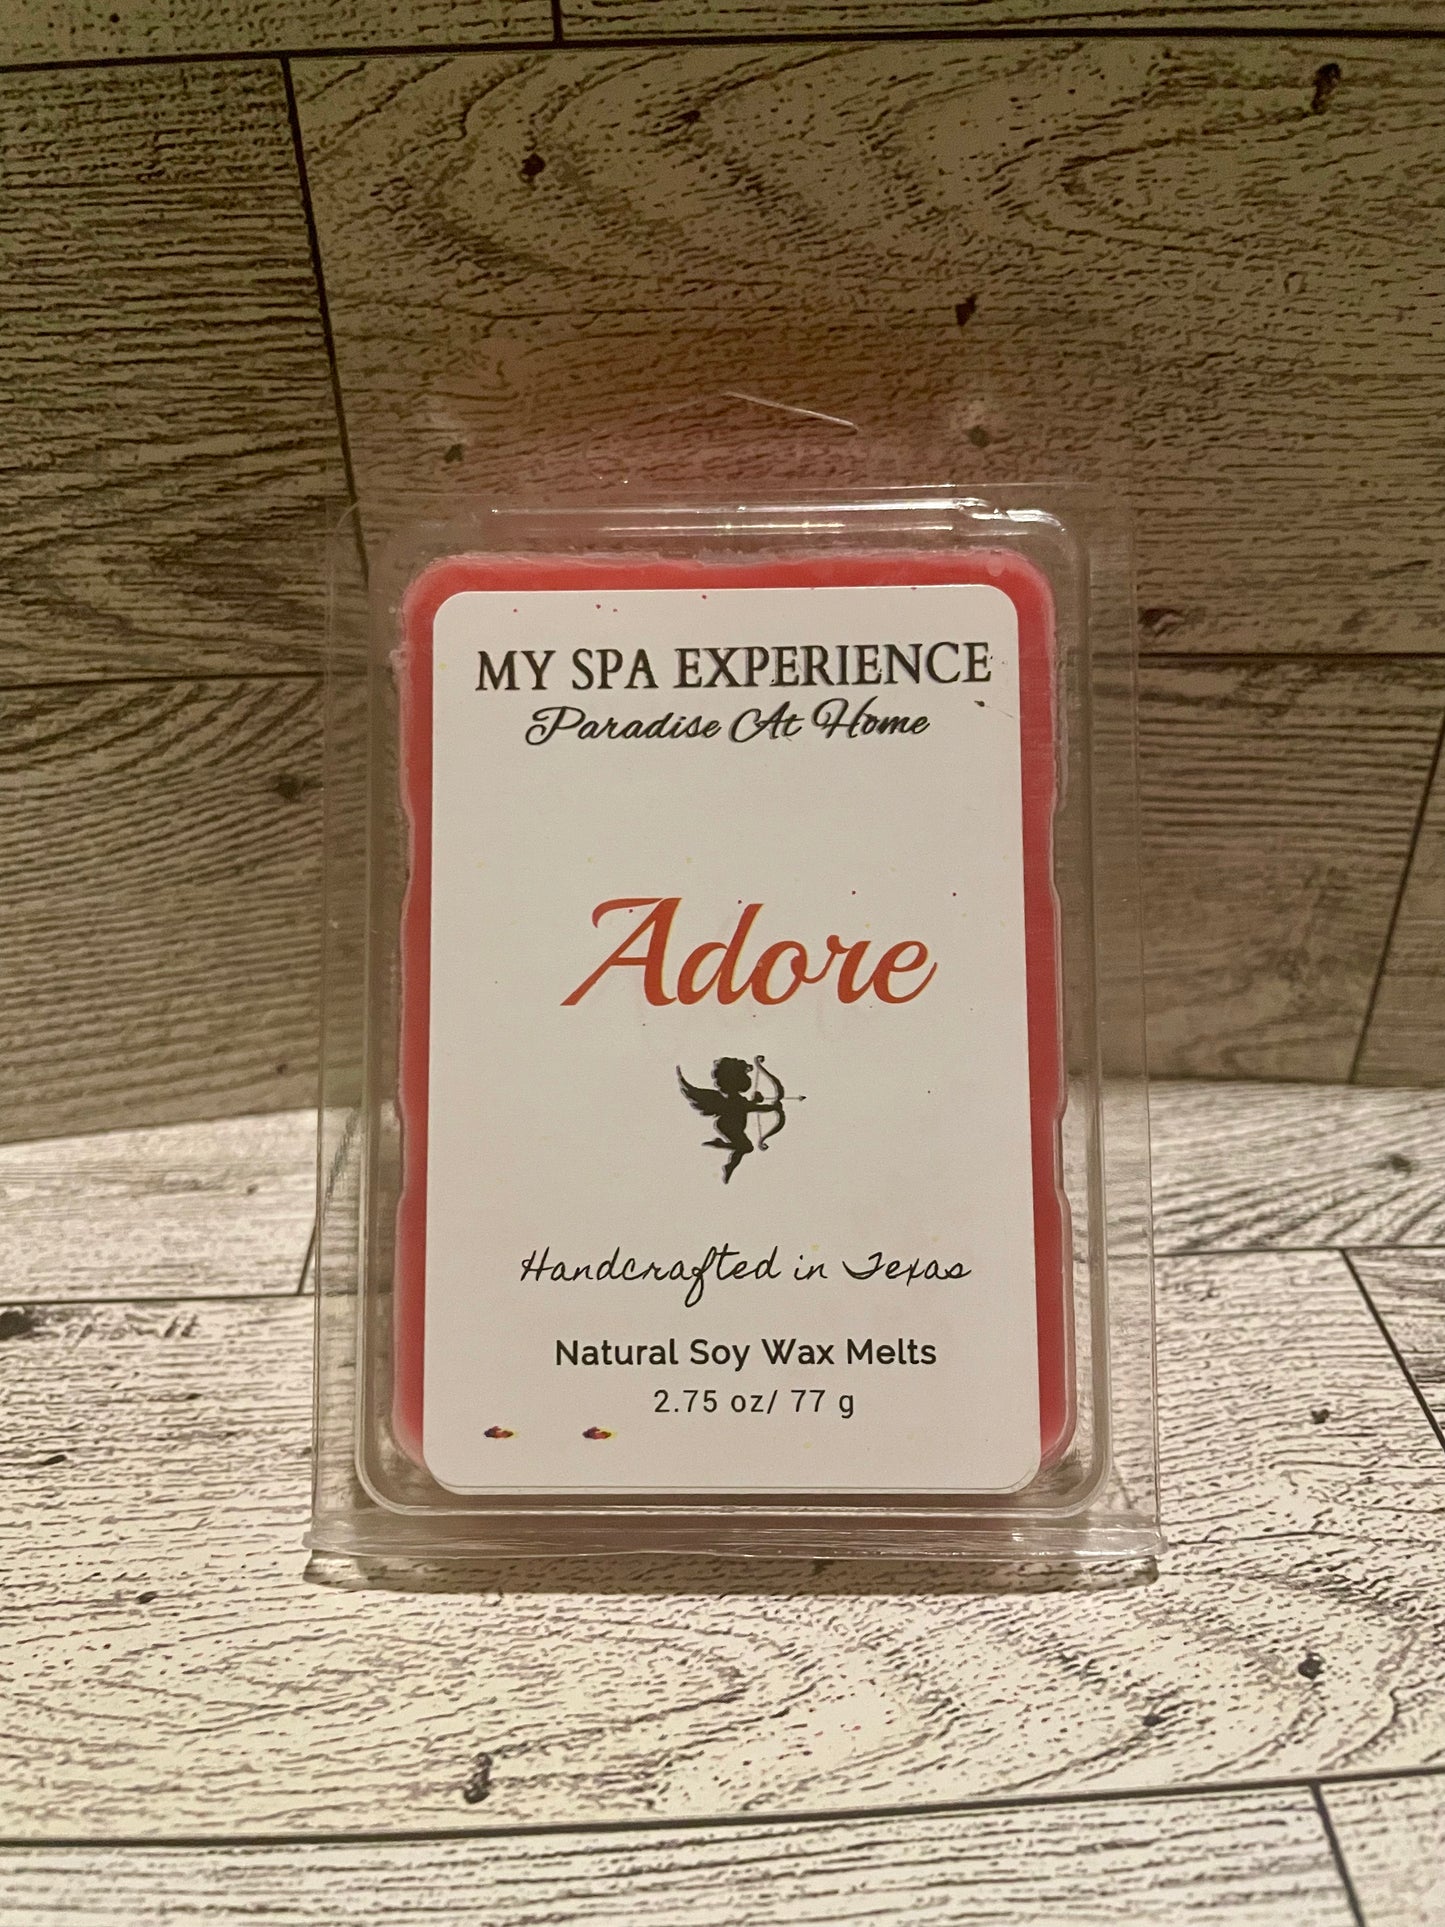 MY SPA EXPERIENCE
Paradise At Home
Adore
Handcrafted in Texas
Natural Soy Wax Melts
2.75 oz/ 77 g